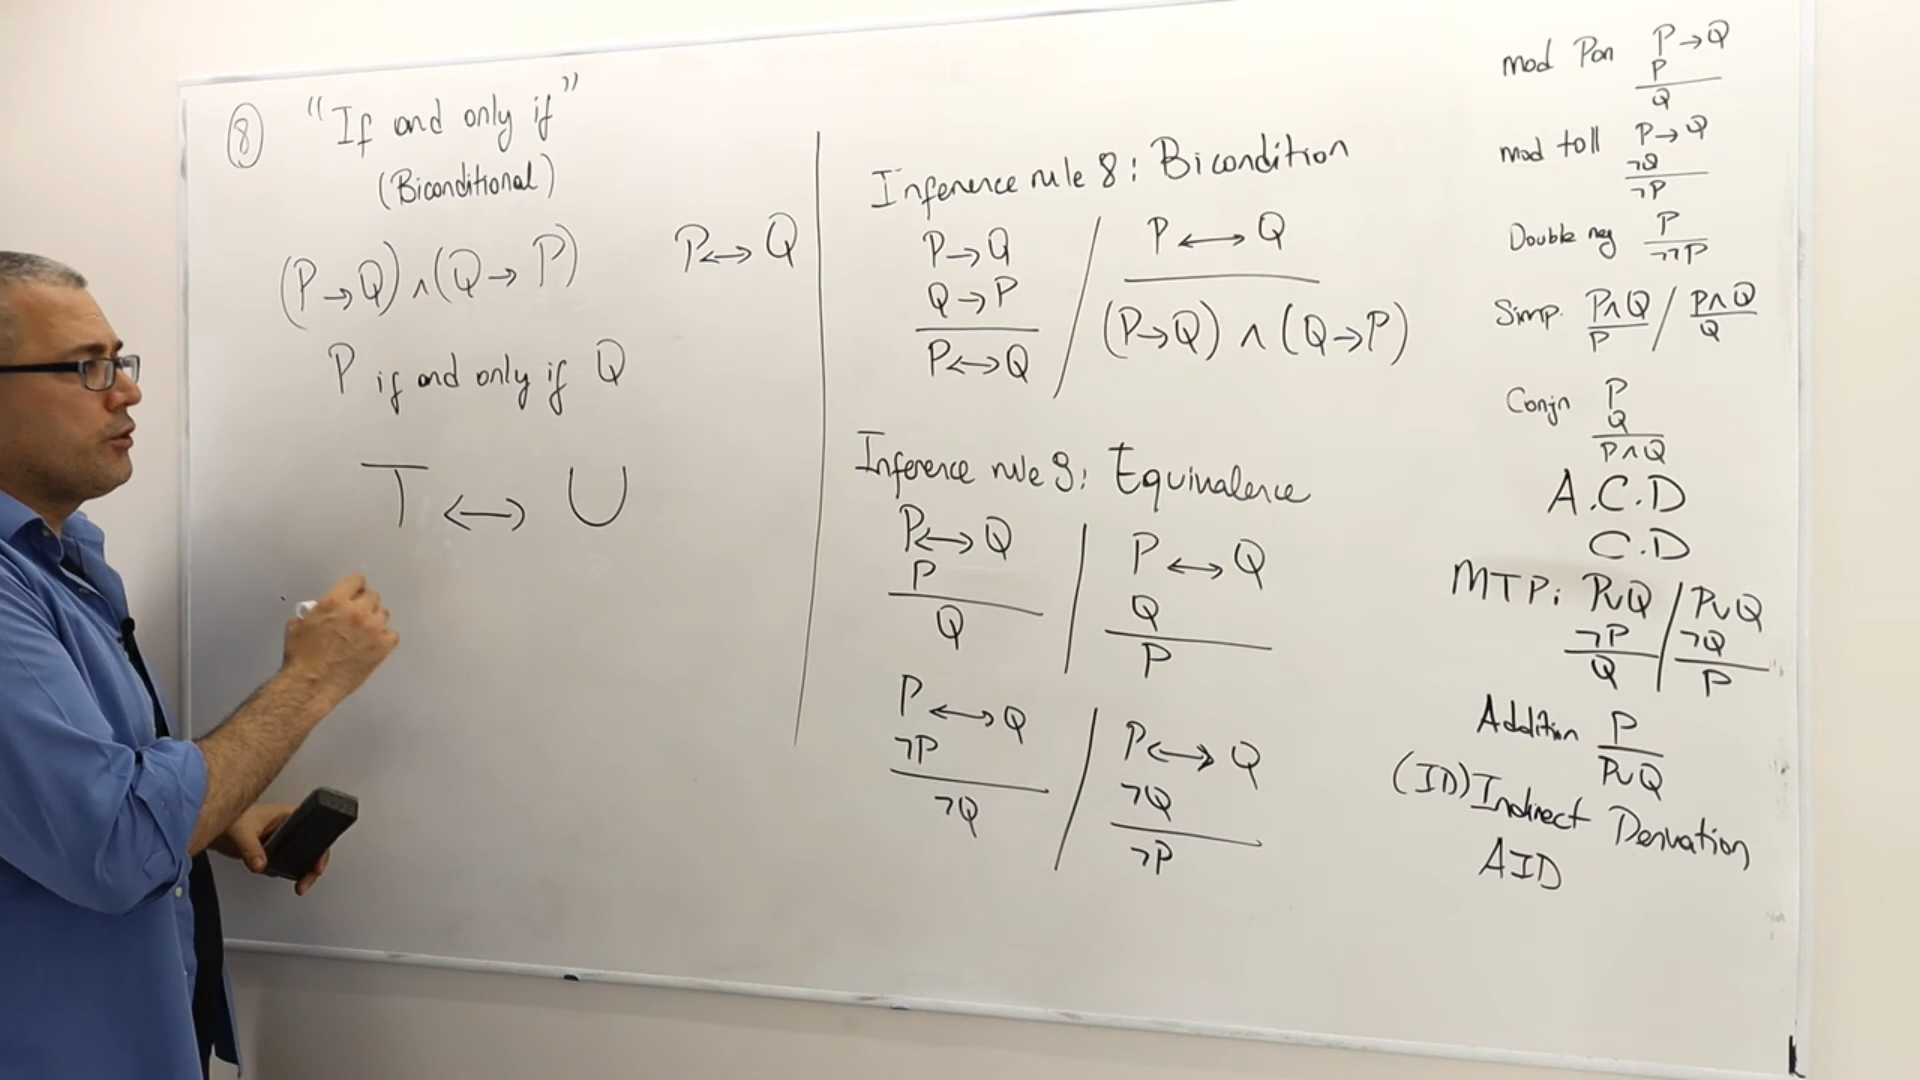 ⑧ "If and only if"
(Biconditional)
(P→Q)∧(Q→P)    P↔Q
P if and only if Q
T ↔ U
Inference rule 8: Bicondition
P→Q / P↔Q
Q→P
P↔Q / (P→Q) ∧ (Q→P)
Inference rule 9: Equivalence
P↔Q / P↔Q
P / Q
Q / P
P↔Q / P↔Q
¬P / ¬Q
¬Q / ¬P
mod Pon P→Q
P
Q
mod toll P→Q
¬Q
¬P
Double neg P
¬¬P
Simp. P∧Q / P∧Q
P / Q
Conjn P
Q
P∧Q
A.C.D
C.D
MTP: P∨Q / P∨Q
¬P / ¬Q
Q / P
Addition P
P∨Q
(ID) Indirect Derivation
AID